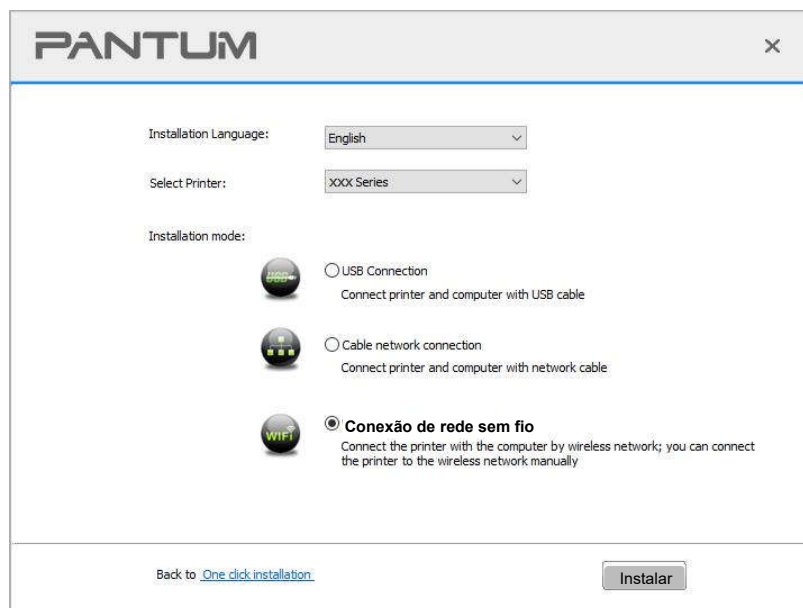 PANTUM
Installation Language:
English
Select Printer:
XXX Series
Installation mode:
USB
USB Connection
Connect printer and computer with USB cable
Cable network connection
Connect printer and computer with network cable
WiFi
Conexão de rede sem fio
Connect the printer with the computer by wireless network; you can connect
the printer to the wireless network manually
Back to One click installation
Instalar